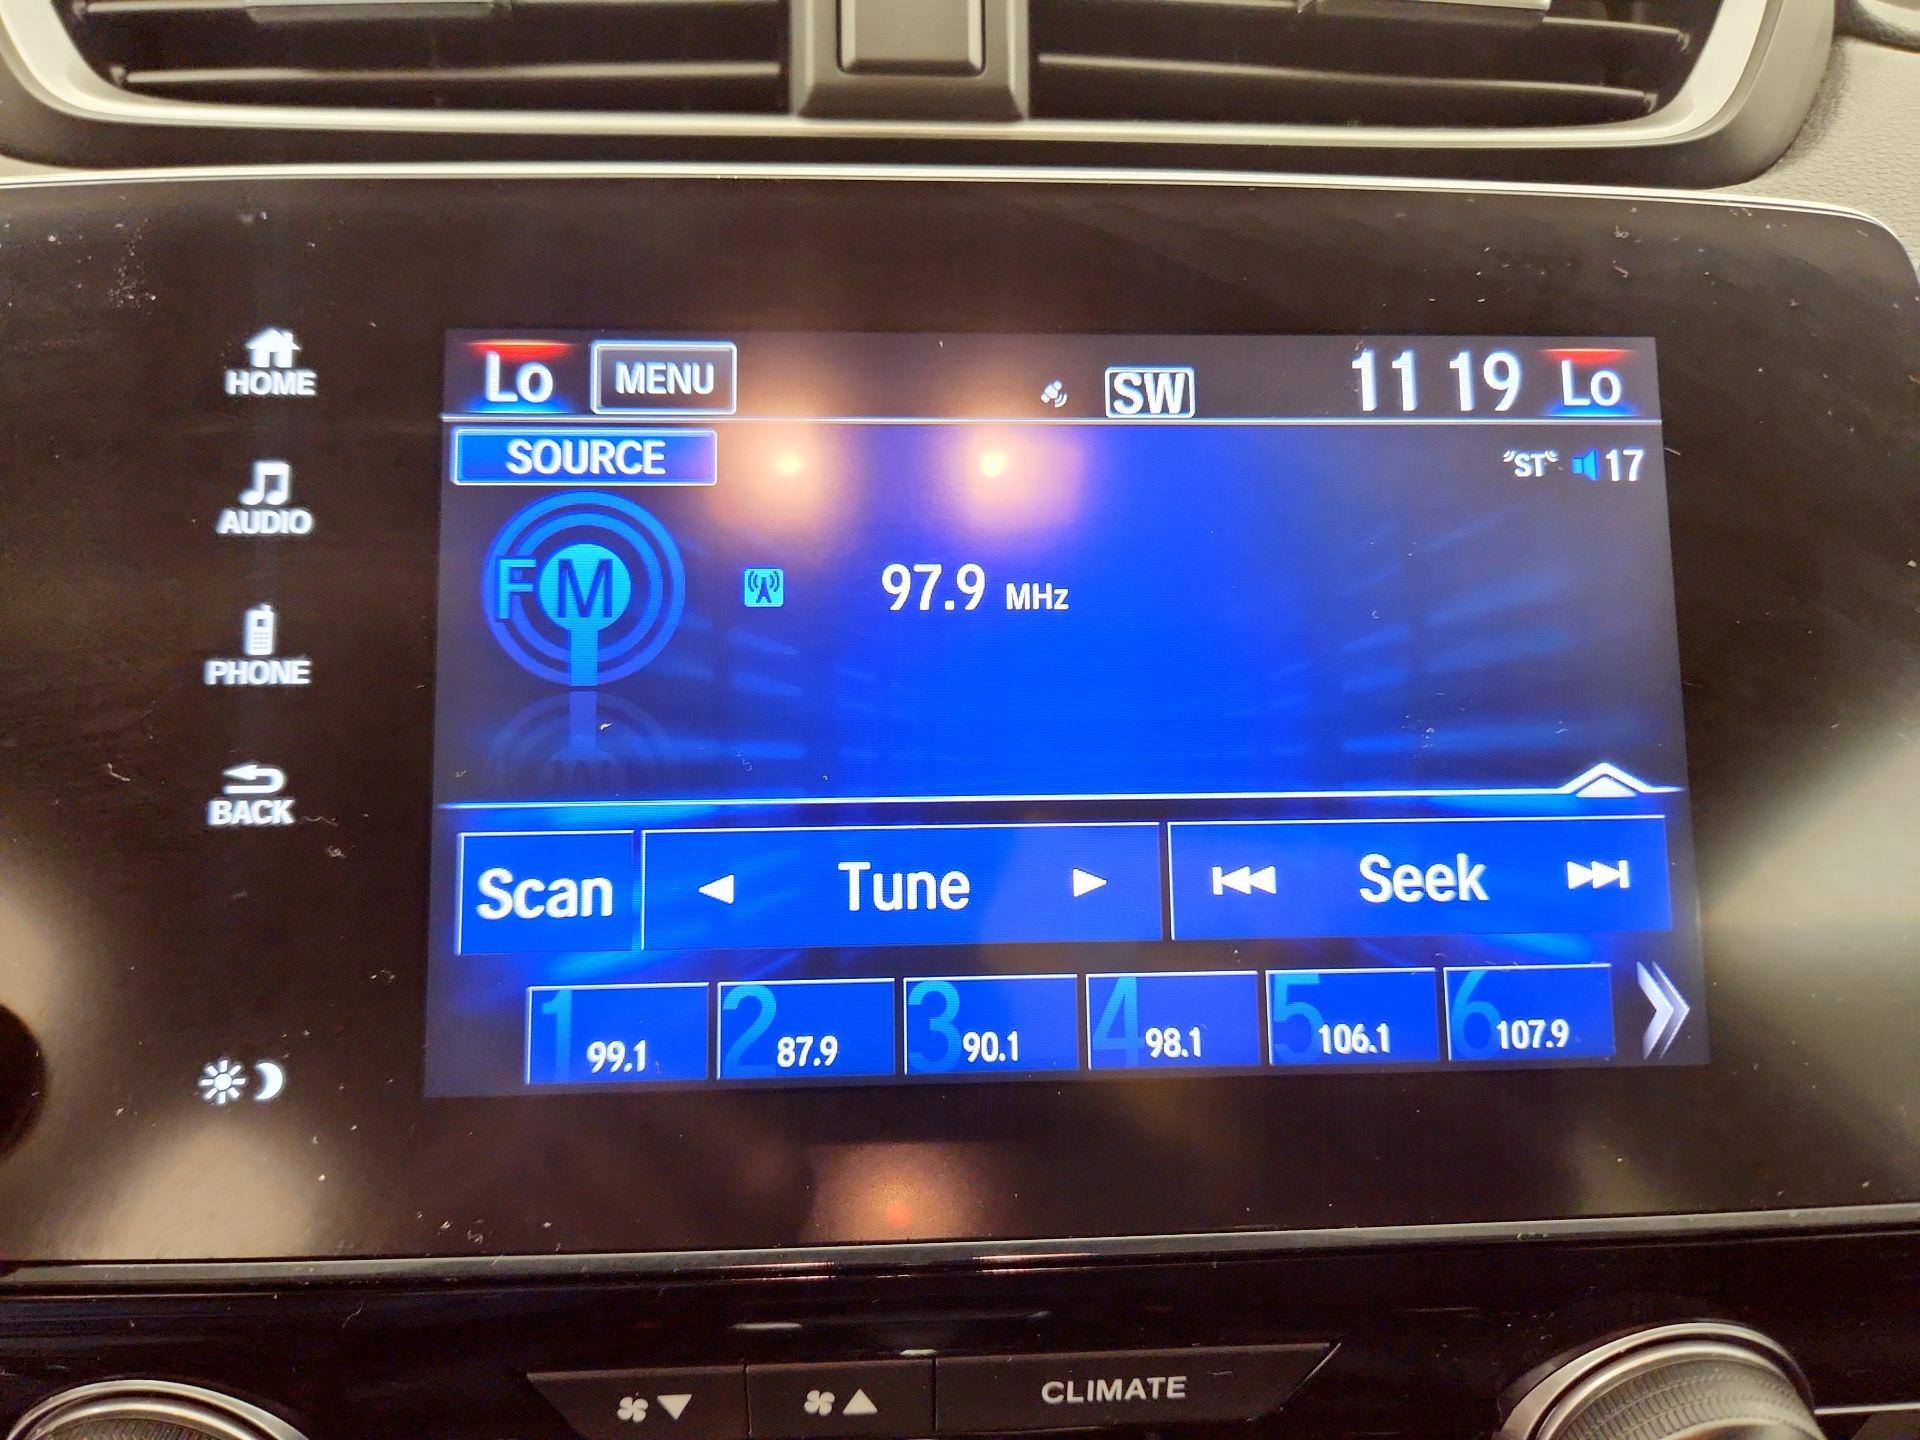 HOME
AUDIO
PHONE
BACK
Lo MENU SW 11 19 Lo
SOURCE ST 17
FM 97.9 MHz
Scan Tune Seek
1 99.1 2 87.9 3 90.1 4 98.1 5 106.1 6 107.9
CLIMATE